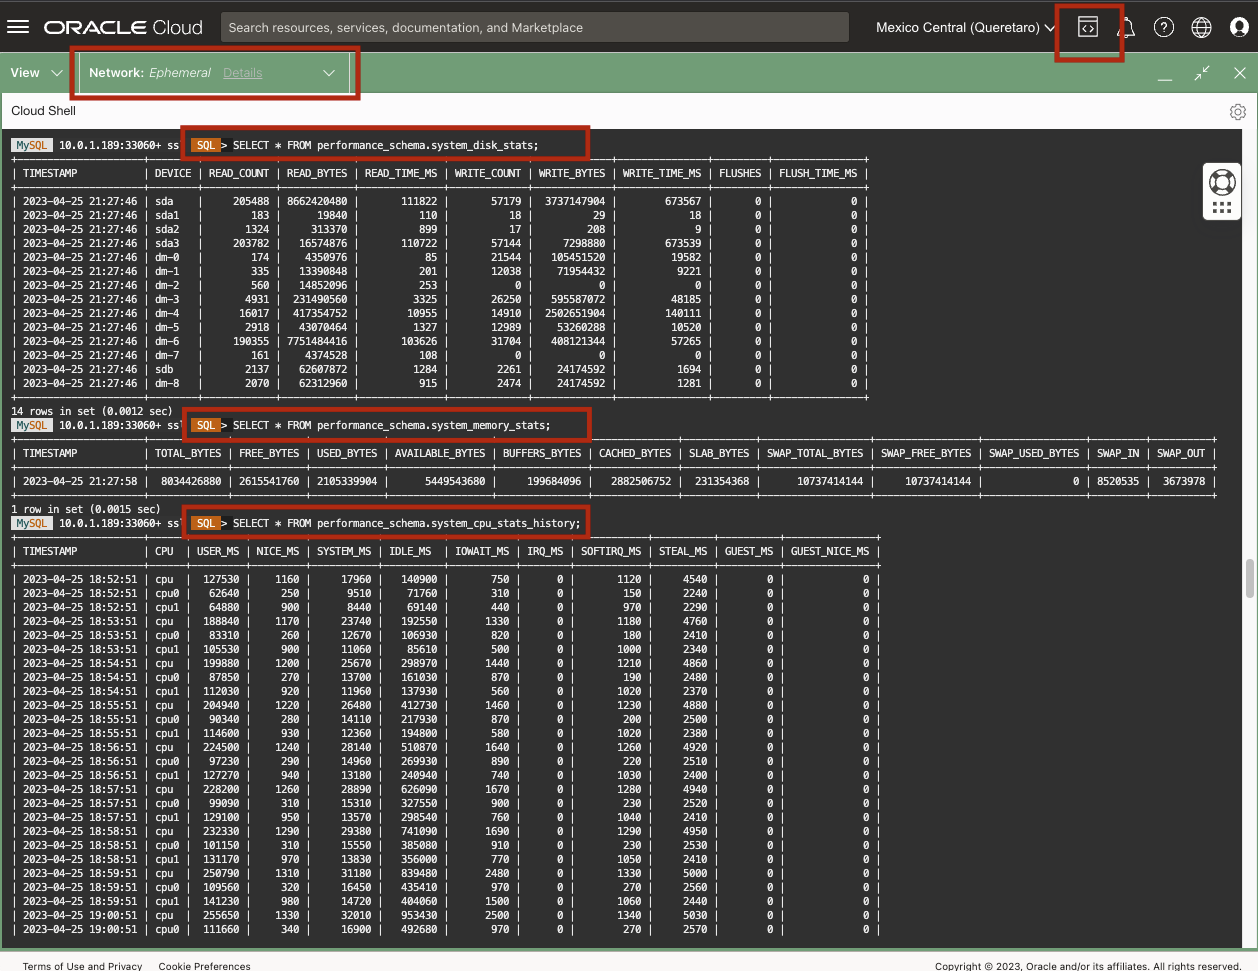 ORACLE Cloud
Search resources, services, documentation, and Marketplace
Mexico Central (Queretaro)
View
Network: Ephemeral Details
Cloud Shell
MySQL 10.0.1.189:33060+ ss SQL > SELECT * FROM performance_schema.system_disk_stats;
| TIMESTAMP | DEVICE | READ_COUNT | READ_BYTES | READ_TIME_MS | WRITE_COUNT | WRITE_BYTES | WRITE_TIME_MS | FLUSHES | FLUSH_TIME_MS |
| 2023-04-25 21:27:46 | sda | 205488 | 8662420480 | 111822 | 57179 | 3737147904 | 673567 | 0 | 0 |
| 2023-04-25 21:27:46 | sda1 | 183 | 19840 | 110 | 18 | 29 | 18 | 0 | 0 |
| 2023-04-25 21:27:46 | sda2 | 1324 | 313370 | 899 | 17 | 208 | 9 | 0 | 0 |
| 2023-04-25 21:27:46 | sda3 | 203782 | 16574876 | 110722 | 57144 | 7298880 | 673539 | 0 | 0 |
| 2023-04-25 21:27:46 | dm-0 | 174 | 4350976 | 85 | 21544 | 105451520 | 19582 | 0 | 0 |
| 2023-04-25 21:27:46 | dm-1 | 335 | 13390848 | 201 | 12038 | 71954432 | 9221 | 0 | 0 |
| 2023-04-25 21:27:46 | dm-2 | 560 | 14852096 | 253 | 0 | 0 | 0 | 0 | 0 |
| 2023-04-25 21:27:46 | dm-3 | 4931 | 231490560 | 3325 | 26250 | 595587072 | 48185 | 0 | 0 |
| 2023-04-25 21:27:46 | dm-4 | 16017 | 417354752 | 10955 | 14910 | 2502651904 | 140111 | 0 | 0 |
| 2023-04-25 21:27:46 | dm-5 | 2918 | 43070464 | 1327 | 12989 | 53260288 | 10520 | 0 | 0 |
| 2023-04-25 21:27:46 | dm-6 | 190355 | 7751484416 | 103626 | 31704 | 408121344 | 57265 | 0 | 0 |
| 2023-04-25 21:27:46 | dm-7 | 161 | 4374528 | 108 | 0 | 0 | 0 | 0 | 0 |
| 2023-04-25 21:27:46 | sdb | 2137 | 62607872 | 1284 | 2261 | 24174592 | 1694 | 0 | 0 |
| 2023-04-25 21:27:46 | dm-8 | 2070 | 62312960 | 915 | 2474 | 24174592 | 1281 | 0 | 0 |
14 rows in set (0.0012 sec)
MySQL 10.0.1.189:33060+ ss SQL > SELECT * FROM performance_schema.system_memory_stats;
| TIMESTAMP | TOTAL_BYTES | FREE_BYTES | USED_BYTES | AVAILABLE_BYTES | BUFFERS_BYTES | CACHED_BYTES | SLAB_BYTES | SWAP_TOTAL_BYTES | SWAP_FREE_BYTES | SWAP_USED_BYTES | SWAP_IN | SWAP_OUT |
| 2023-04-25 21:27:58 | 8034426880 | 2615541760 | 2105339904 | 5449543680 | 199684096 | 2882506752 | 231354368 | 10737414144 | 10737414144 | 0 | 8520535 | 3673978 |
1 row in set (0.0015 sec)
MySQL 10.0.1.189:33060+ ss SQL > SELECT * FROM performance_schema.system_cpu_stats_history;
| TIMESTAMP | CPU | USER_MS | NICE_MS | SYSTEM_MS | IDLE_MS | IOWAIT_MS | IRQ_MS | SOFTIRQ_MS | STEAL_MS | GUEST_MS | GUEST_NICE_MS |
| 2023-04-25 18:52:51 | cpu | 127530 | 1160 | 17960 | 140900 | 750 | 0 | 1120 | 4540 | 0 | 0 |
| 2023-04-25 18:52:51 | cpu0 | 62640 | 250 | 9510 | 71760 | 310 | 0 | 150 | 2240 | 0 | 0 |
| 2023-04-25 18:52:51 | cpu1 | 64880 | 900 | 8440 | 69140 | 440 | 0 | 970 | 2290 | 0 | 0 |
| 2023-04-25 18:53:51 | cpu | 188840 | 1170 | 23740 | 192550 | 1330 | 0 | 1180 | 4760 | 0 | 0 |
| 2023-04-25 18:53:51 | cpu0 | 83310 | 260 | 12670 | 106930 | 820 | 0 | 180 | 2410 | 0 | 0 |
| 2023-04-25 18:53:51 | cpu1 | 105530 | 900 | 11060 | 85610 | 500 | 0 | 1000 | 2340 | 0 | 0 |
| 2023-04-25 18:54:51 | cpu | 199880 | 1200 | 25670 | 298970 | 1440 | 0 | 1210 | 4860 | 0 | 0 |
| 2023-04-25 18:54:51 | cpu0 | 87850 | 270 | 13700 | 161030 | 870 | 0 | 190 | 2480 | 0 | 0 |
| 2023-04-25 18:54:51 | cpu1 | 112030 | 920 | 11960 | 137930 | 560 | 0 | 1020 | 2370 | 0 | 0 |
| 2023-04-25 18:55:51 | cpu | 204940 | 1220 | 26480 | 412730 | 1460 | 0 | 1230 | 4880 | 0 | 0 |
| 2023-04-25 18:55:51 | cpu0 | 90340 | 280 | 14110 | 217930 | 870 | 0 | 200 | 2500 | 0 | 0 |
| 2023-04-25 18:55:51 | cpu1 | 114600 | 930 | 12360 | 194800 | 580 | 0 | 1020 | 2380 | 0 | 0 |
| 2023-04-25 18:56:51 | cpu | 224500 | 1240 | 28140 | 510870 | 1640 | 0 | 1260 | 4920 | 0 | 0 |
| 2023-04-25 18:56:51 | cpu0 | 97230 | 290 | 14960 | 269930 | 890 | 0 | 220 | 2510 | 0 | 0 |
| 2023-04-25 18:56:51 | cpu1 | 127270 | 940 | 13180 | 240940 | 740 | 0 | 1030 | 2400 | 0 | 0 |
| 2023-04-25 18:57:51 | cpu | 228200 | 1260 | 28890 | 626090 | 1670 | 0 | 1280 | 4940 | 0 | 0 |
| 2023-04-25 18:57:51 | cpu0 | 99090 | 310 | 15310 | 327550 | 900 | 0 | 230 | 2520 | 0 | 0 |
| 2023-04-25 18:57:51 | cpu1 | 129100 | 950 | 13570 | 298540 | 760 | 0 | 1040 | 2410 | 0 | 0 |
| 2023-04-25 18:58:51 | cpu | 232330 | 1290 | 29380 | 741090 | 1690 | 0 | 1290 | 4950 | 0 | 0 |
| 2023-04-25 18:58:51 | cpu0 | 101150 | 310 | 15550 | 385080 | 910 | 0 | 230 | 2530 | 0 | 0 |
| 2023-04-25 18:58:51 | cpu1 | 131170 | 970 | 13830 | 356000 | 770 | 0 | 1050 | 2410 | 0 | 0 |
| 2023-04-25 18:59:51 | cpu | 250790 | 1310 | 31180 | 839480 | 2480 | 0 | 1330 | 5000 | 0 | 0 |
| 2023-04-25 18:59:51 | cpu0 | 109560 | 320 | 16450 | 435410 | 970 | 0 | 270 | 2560 | 0 | 0 |
| 2023-04-25 18:59:51 | cpu1 | 141230 | 980 | 14720 | 404060 | 1500 | 0 | 1060 | 2440 | 0 | 0 |
| 2023-04-25 19:00:51 | cpu | 255650 | 1330 | 32010 | 953430 | 2500 | 0 | 1340 | 5030 | 0 | 0 |
| 2023-04-25 19:00:51 | cpu0 | 111660 | 340 | 16900 | 492680 | 970 | 0 | 270 | 2570 | 0 | 0 |
Terms of Use and Privacy Cookie Preferences
Copyright © 2023, Oracle and/or its affiliates. All rights reserved.